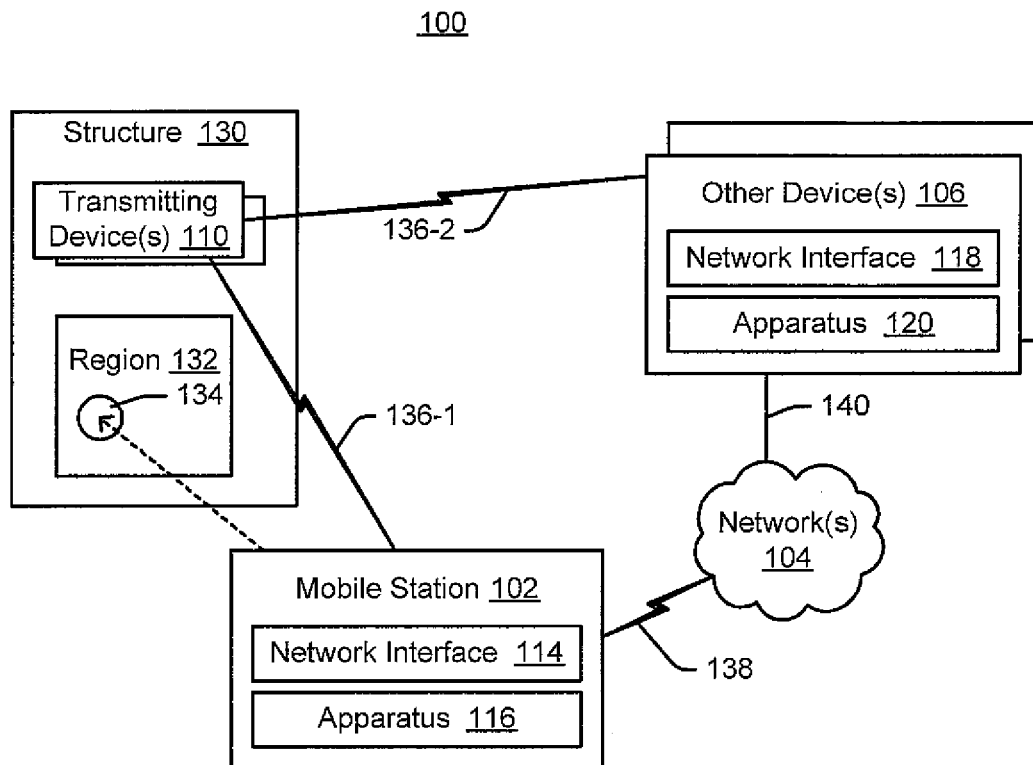 100
Structure 130
Transmitting
Device(s) 110
Region 132
134
136-2
136-1
Other Device(s) 106
Network Interface 118
Apparatus 120
140
Network(s)
104
138
Mobile Station 102
Network Interface 114
Apparatus 116